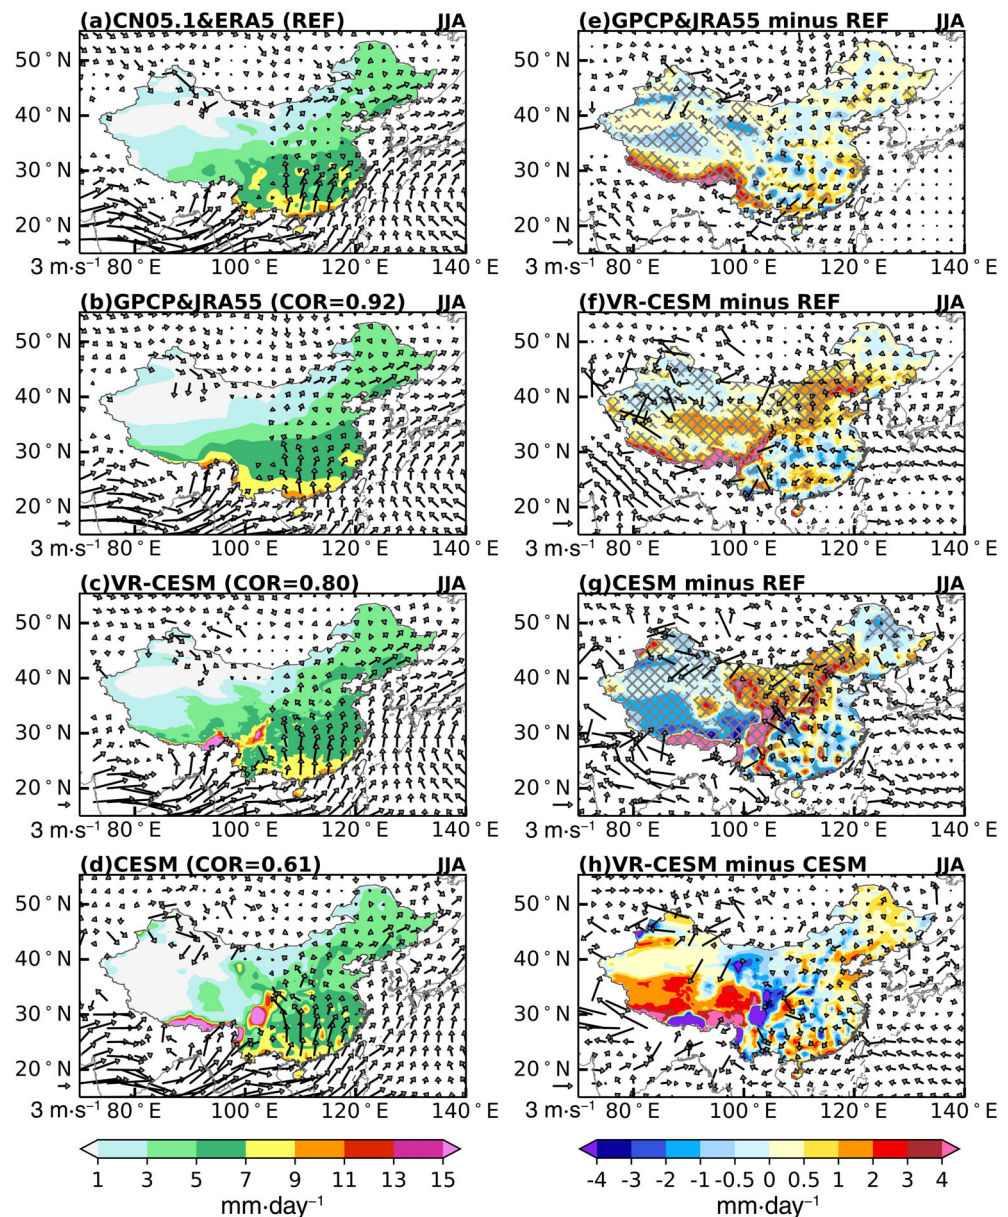 (a)CN05.1&ERA5 (REF) JJA
50°N
40°N
30°N
20°N
3 m·s⁻¹ 80°E 100°E 120°E 140°E
(e)GPCP&JRA55 minus REF JJA
50°N
40°N
30°N
20°N
3 m·s⁻¹ 80°E 100°E 120°E 140°E
(b)GPCP&JRA55 (COR=0.92) JJA
50°N
40°N
30°N
20°N
3 m·s⁻¹ 80°E 100°E 120°E 140°E
(f)VR-CESM minus REF JJA
50°N
40°N
30°N
20°N
3 m·s⁻¹ 80°E 100°E 120°E 140°E
(c)VR-CESM (COR=0.80) JJA
50°N
40°N
30°N
20°N
3 m·s⁻¹ 80°E 100°E 120°E 140°E
(g)CESM minus REF JJA
50°N
40°N
30°N
20°N
3 m·s⁻¹ 80°E 100°E 120°E 140°E
(d)CESM (COR=0.61) JJA
50°N
40°N
30°N
20°N
3 m·s⁻¹ 80°E 100°E 120°E 140°E
(h)VR-CESM minus CESM JJA
50°N
40°N
30°N
20°N
3 m·s⁻¹ 80°E 100°E 120°E 140°E
1 3 5 7 9 11 13 15
mm·day⁻¹
-4 -3 -2 -1 -0.5 0 0.5 1 2 3 4
mm·day⁻¹